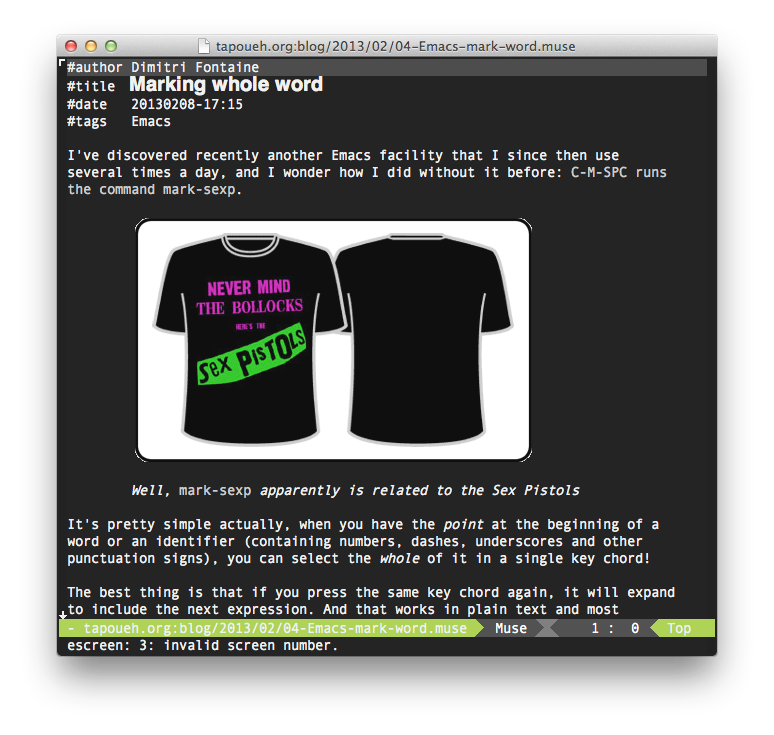 tapoueh.org:blog/2013/02/04-Emacs-mark-word.muse
#author Dimitri Fontaine
#title Marking whole word
#date 20130208-17:15
#tags Emacs
I've discovered recently another Emacs facility that I since then use
several times a day, and I wonder how I did without it before: C-M-SPC runs
the command mark-sexp.
NEVER MIND
THE BOLLOCKS
HERE'S THE
Sex PISTOLS
Well, mark-sexp apparently is related to the Sex Pistols
It's pretty simple actually, when you have the point at the beginning of a
word or an identifier (containing numbers, dashes, underscores and other
punctuation signs), you can select the whole of it in a single key chord!
The best thing is that if you press the same key chord again, it will expand
to include the next expression. And that works in plain text and most
- tapoueh.org:blog/2013/02/04-Emacs-mark-word.muse Muse 1 : 0 Top
escreen: 3: invalid screen number.